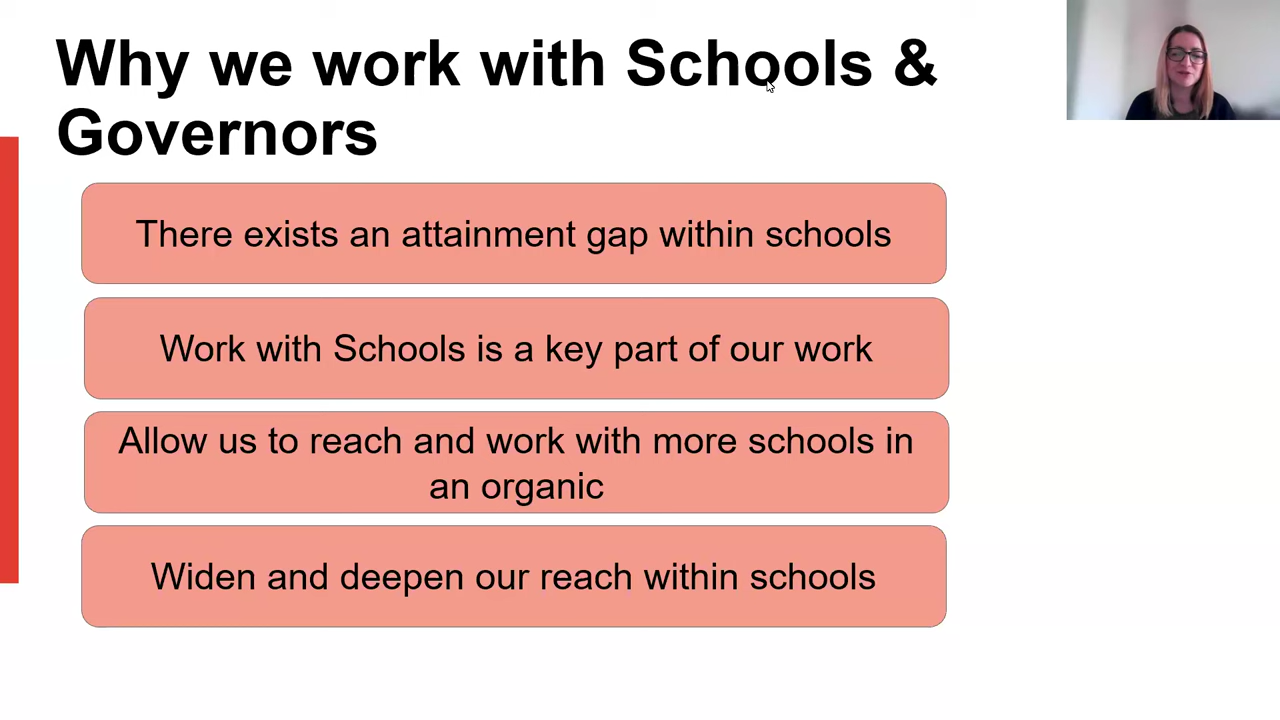 Why we work with Schools &
Governors
There exists an attainment gap within schools
Work with Schools is a key part of our work
Allow us to reach and work with more schools in
an organic
Widen and deepen our reach within schools